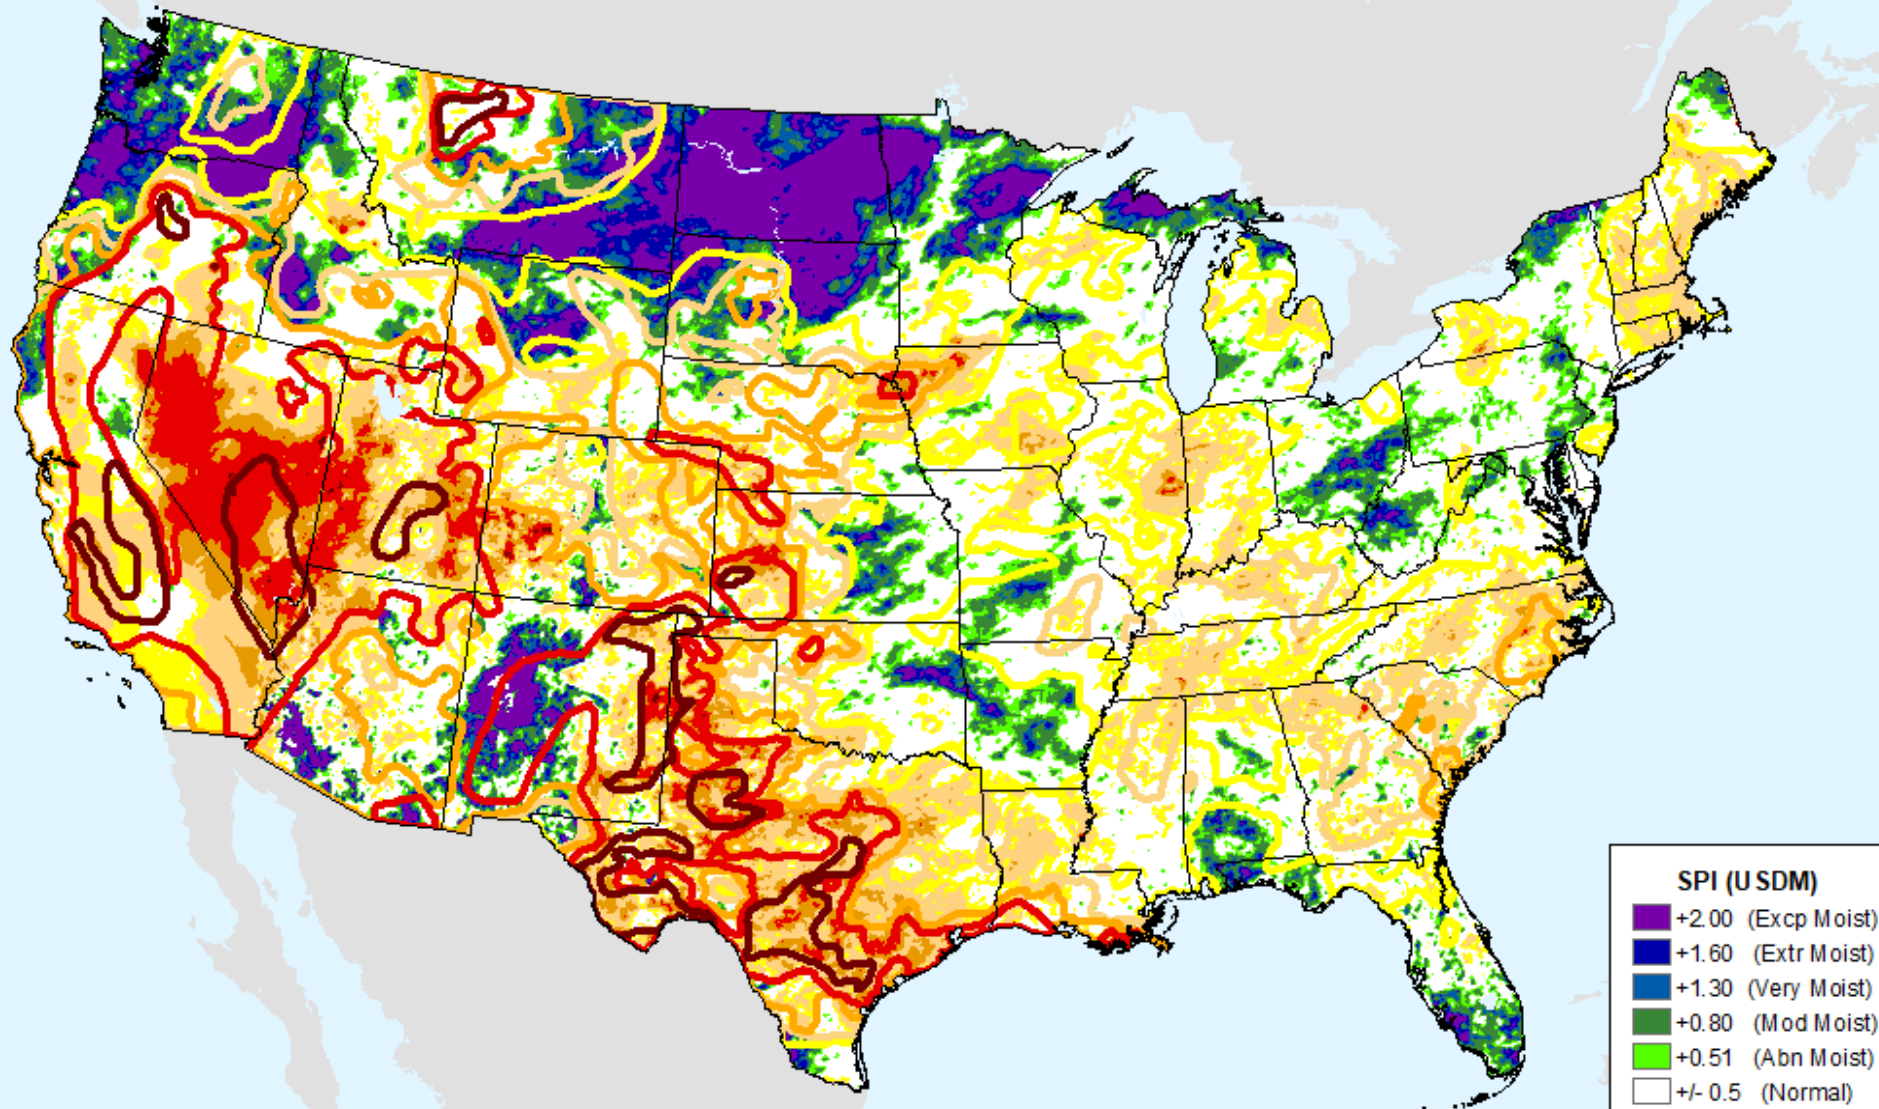 SPI (USDM)
+2.00 (Excp Moist)
+1.60 (Extr Moist)
+1.30 (Very Moist)
+0.80 (Mod Moist)
+0.51 (Abn Moist)
+/- 0.5 (Normal)